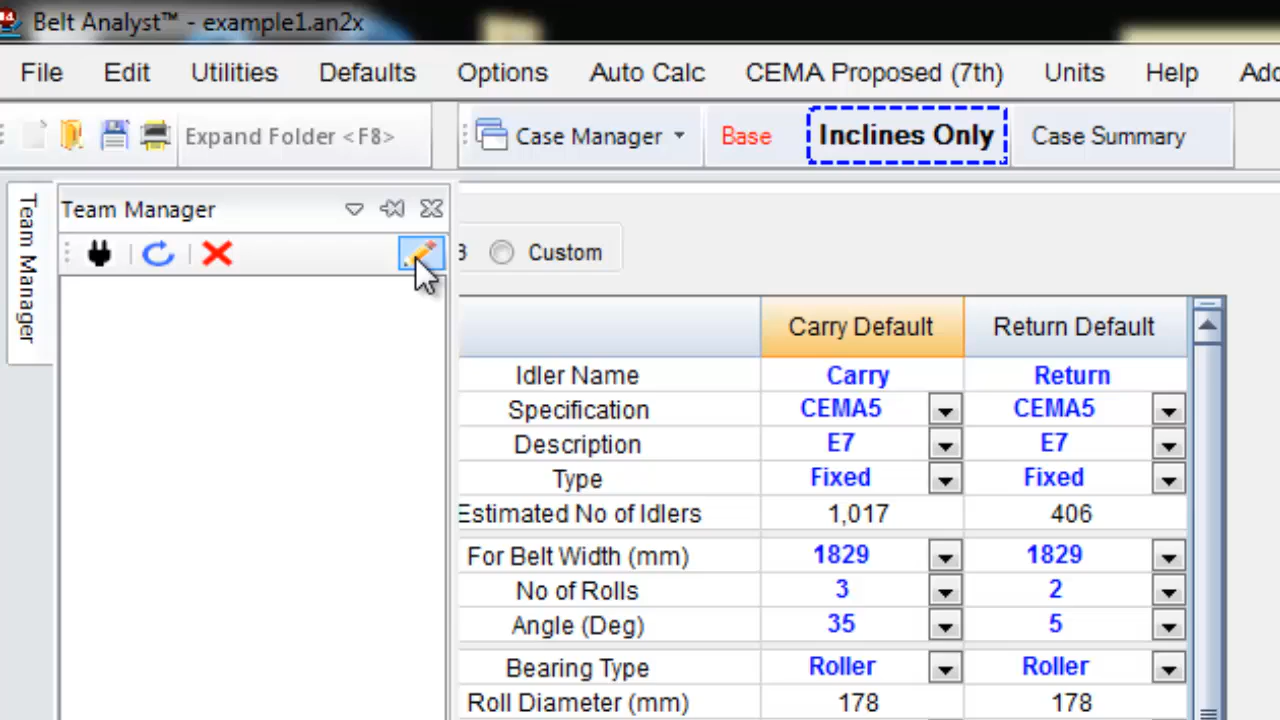 Belt Analyst™ - example1.an2x
File Edit Utilities Defaults Options Auto Calc CEMA Proposed (7th) Units Help
Expand Folder <F8> Case Manager Base Inclines Only Case Summary
Team Manager
Team Manager
Custom
Carry Default Return Default
Idler Name Carry Return
Specification CEMA5 CEMA5
Description E7 E7
Type Fixed Fixed
Estimated No of Idlers 1,017 406
For Belt Width (mm) 1829 1829
No of Rolls 3 2
Angle (Deg) 35 5
Bearing Type Roller Roller
Roll Diameter (mm) 178 178